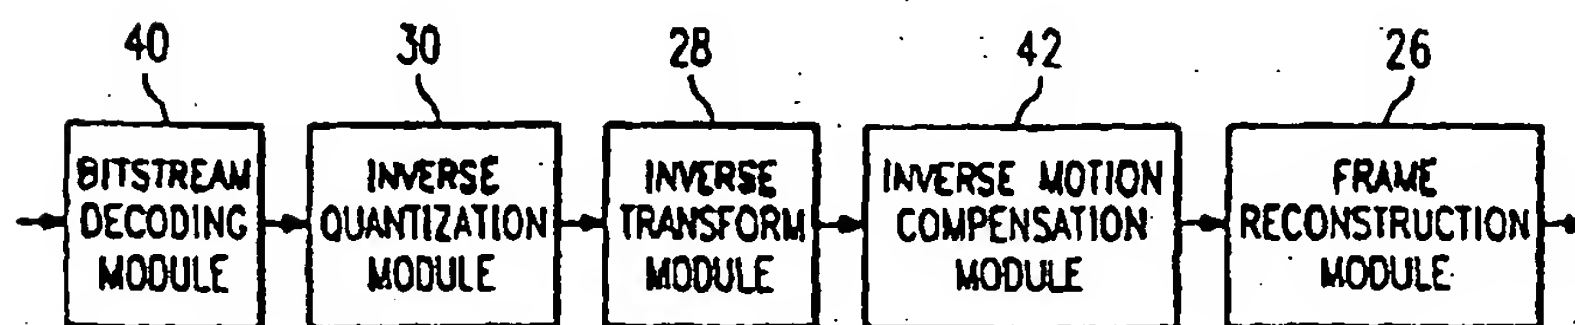 40 30 28 42 26
BITSTREAM DECODING MODULE
INVERSE QUANTIZATION MODULE
INVERSE TRANSFORM MODULE
INVERSE MOTION COMPENSATION MODULE
FRAME RECONSTRUCTION MODULE